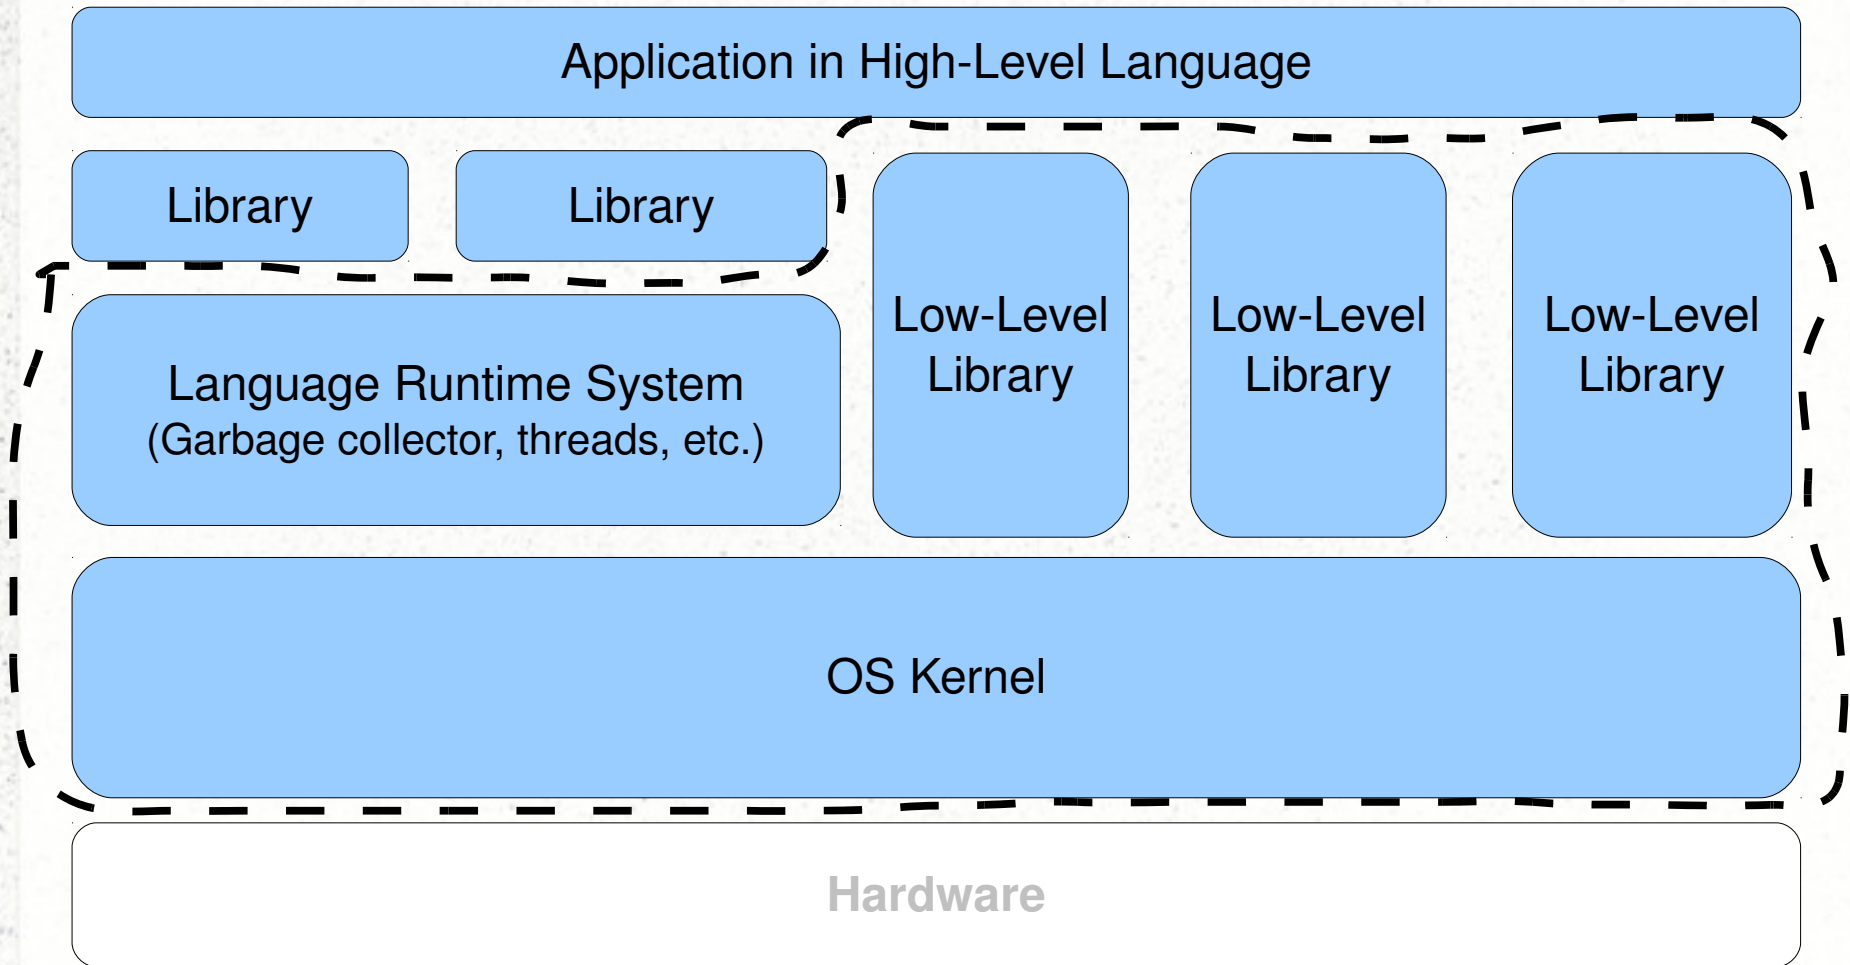 Application in High-Level Language
Library
Library
Language Runtime System
(Garbage collector, threads, etc.)
Low-Level
Library
Low-Level
Library
Low-Level
Library
OS Kernel
Hardware